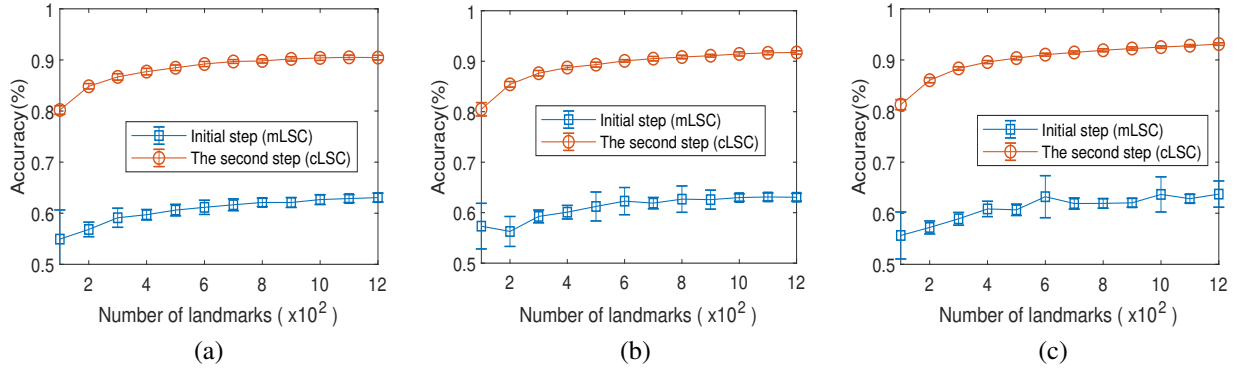 1
0.9
0.8
0.7
0.6
0.5
Accuracy(%)
Initial step (mLSC)
The second step (cLSC)
2 4 6 8 10 12
Number of landmarks ( x10^2 )
(a)
1
0.9
0.8
0.7
0.6
0.5
Accuracy(%)
Initial step (mLSC)
The second step (cLSC)
2 4 6 8 10 12
Number of landmarks ( x10^2 )
(b)
1
0.9
0.8
0.7
0.6
0.5
Accuracy(%)
Initial step (mLSC)
The second step (cLSC)
2 4 6 8 10 12
Number of landmarks ( x10^2 )
(c)